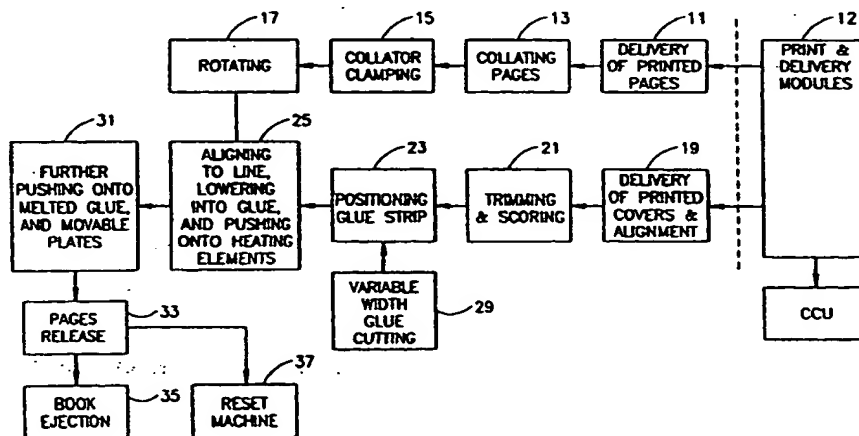 17
15
13
11
12
ROTATING
COLLATOR
CLAMPING
COLLATING
PAGES
DELIVERY
OF PRINTED
PAGES
PRINT &
DELIVERY
MODULES
31
FURTHER
PUSHING ONTO
MELTED GLUE,
AND MOVABLE
PLATES
25
ALIGNING
TO LINE,
LOWERING
INTO GLUE,
AND PUSHING
ONTO HEATING
ELEMENTS
23
POSITIONING
GLUE STRIP
21
TRIMMING
& SCORING
19
DELIVERY
OF PRINTED
COVERS &
ALIGNMENT
VARIABLE
WIDTH
GLUE
CUTTING
29
CCU
PAGES
RELEASE
33
BOOK
EJECTION
35
RESET
MACHINE
37